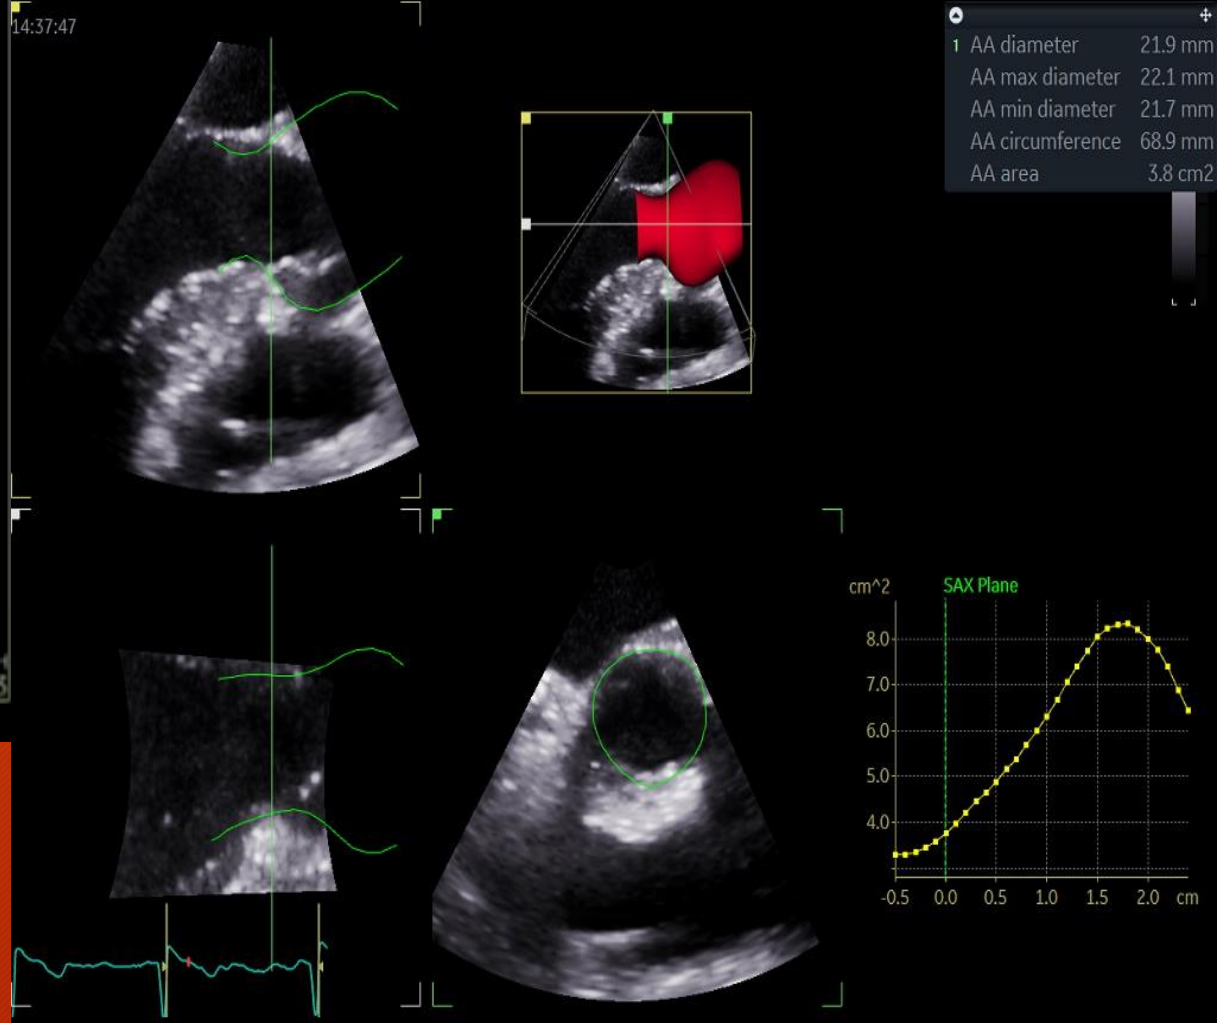 14:37:47
1 AA diameter 21.9 mm
AA max diameter 22.1 mm
AA min diameter 21.7 mm
AA circumference 68.9 mm
AA area 3.8 cm2
cm^2 SAX Plane
8.0
7.0
6.0
5.0
4.0
-0.5 0.0 0.5 1.0 1.5 2.0 cm